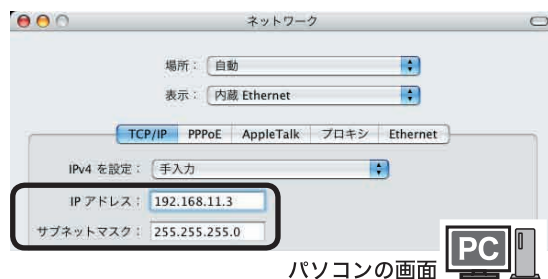 ネットワーク
場所： 自動
表示： 内蔵 Ethernet
TCP/IP PPPoE AppleTalk プロキシ Ethernet
IPv4 を設定： 手入力
IP アドレス： 192.168.11.3
サブネットマスク： 255.255.255.0
パソコンの画面 PC